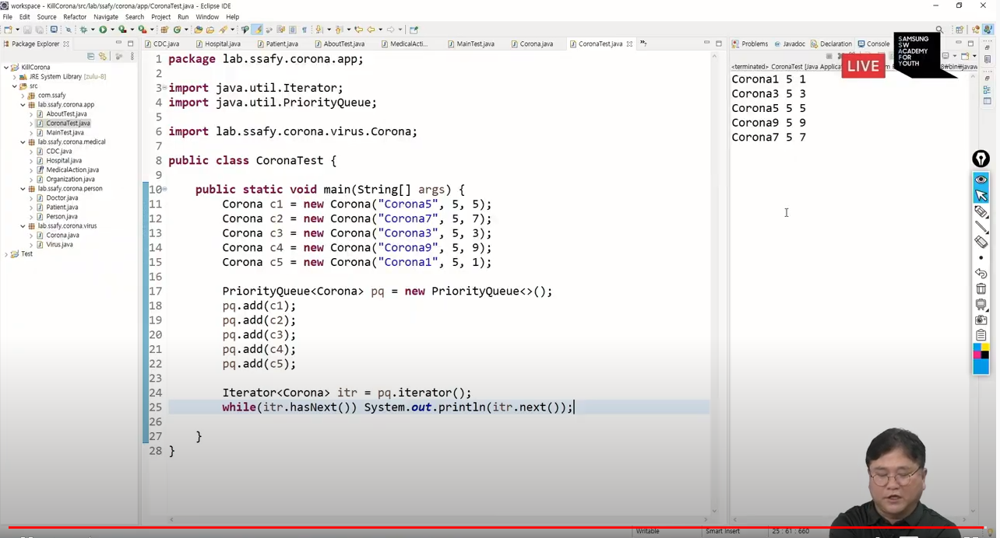 workspace - KillCorona/src/lab/ssafy/corona/app/CoronaTest.java - Eclipse IDE
File Edit Source Refactor Navigate Search Project Run Window Help
Package Explorer
KillCorona
JRE System Library [zulu-8]
src
com.ssafy
lab.ssafy.corona.app
AboutTest.java
CoronaTest.java
MainTest.java
lab.ssafy.corona.medical
CDC.java
Hospital.java
MedicalAction.java
Organization.java
lab.ssafy.corona.person
Doctor.java
Patient.java
Person.java
lab.ssafy.corona.virus
Corona.java
Virus.java
Test
CDC.java Hospital.java Patient.java AboutTest.java MedicalActi... MainTest.java Corona.java CoronaTest.java
1 package lab.ssafy.corona.app;
2
3 import java.util.Iterator;
4 import java.util.PriorityQueue;
5
6 import lab.ssafy.corona.virus.Corona;
7
8 public class CoronaTest {
9
10 public static void main(String[] args) {
11 Corona c1 = new Corona("Corona5", 5, 5);
12 Corona c2 = new Corona("Corona7", 5, 7);
13 Corona c3 = new Corona("Corona3", 5, 3);
14 Corona c4 = new Corona("Corona9", 5, 9);
15 Corona c5 = new Corona("Corona1", 5, 1);
16
17 PriorityQueue<Corona> pq = new PriorityQueue<>();
18 pq.add(c1);
19 pq.add(c2);
20 pq.add(c3);
21 pq.add(c4);
22 pq.add(c5);
23
24 Iterator<Corona> itr = pq.iterator();
25 while(itr.hasNext()) System.out.println(itr.next());
26
27 }
28 }
Problems Javadoc Declaration Console
<terminated> CoronaTest [Java Applica
Corona1 5 1
Corona3 5 3
Corona5 5 5
Corona9 5 9
Corona7 5 7
LIVE
SAMSUNG
SW
ACADEMY
FOR
YOUTH
Writable Smart Insert 25 : 61 : 660